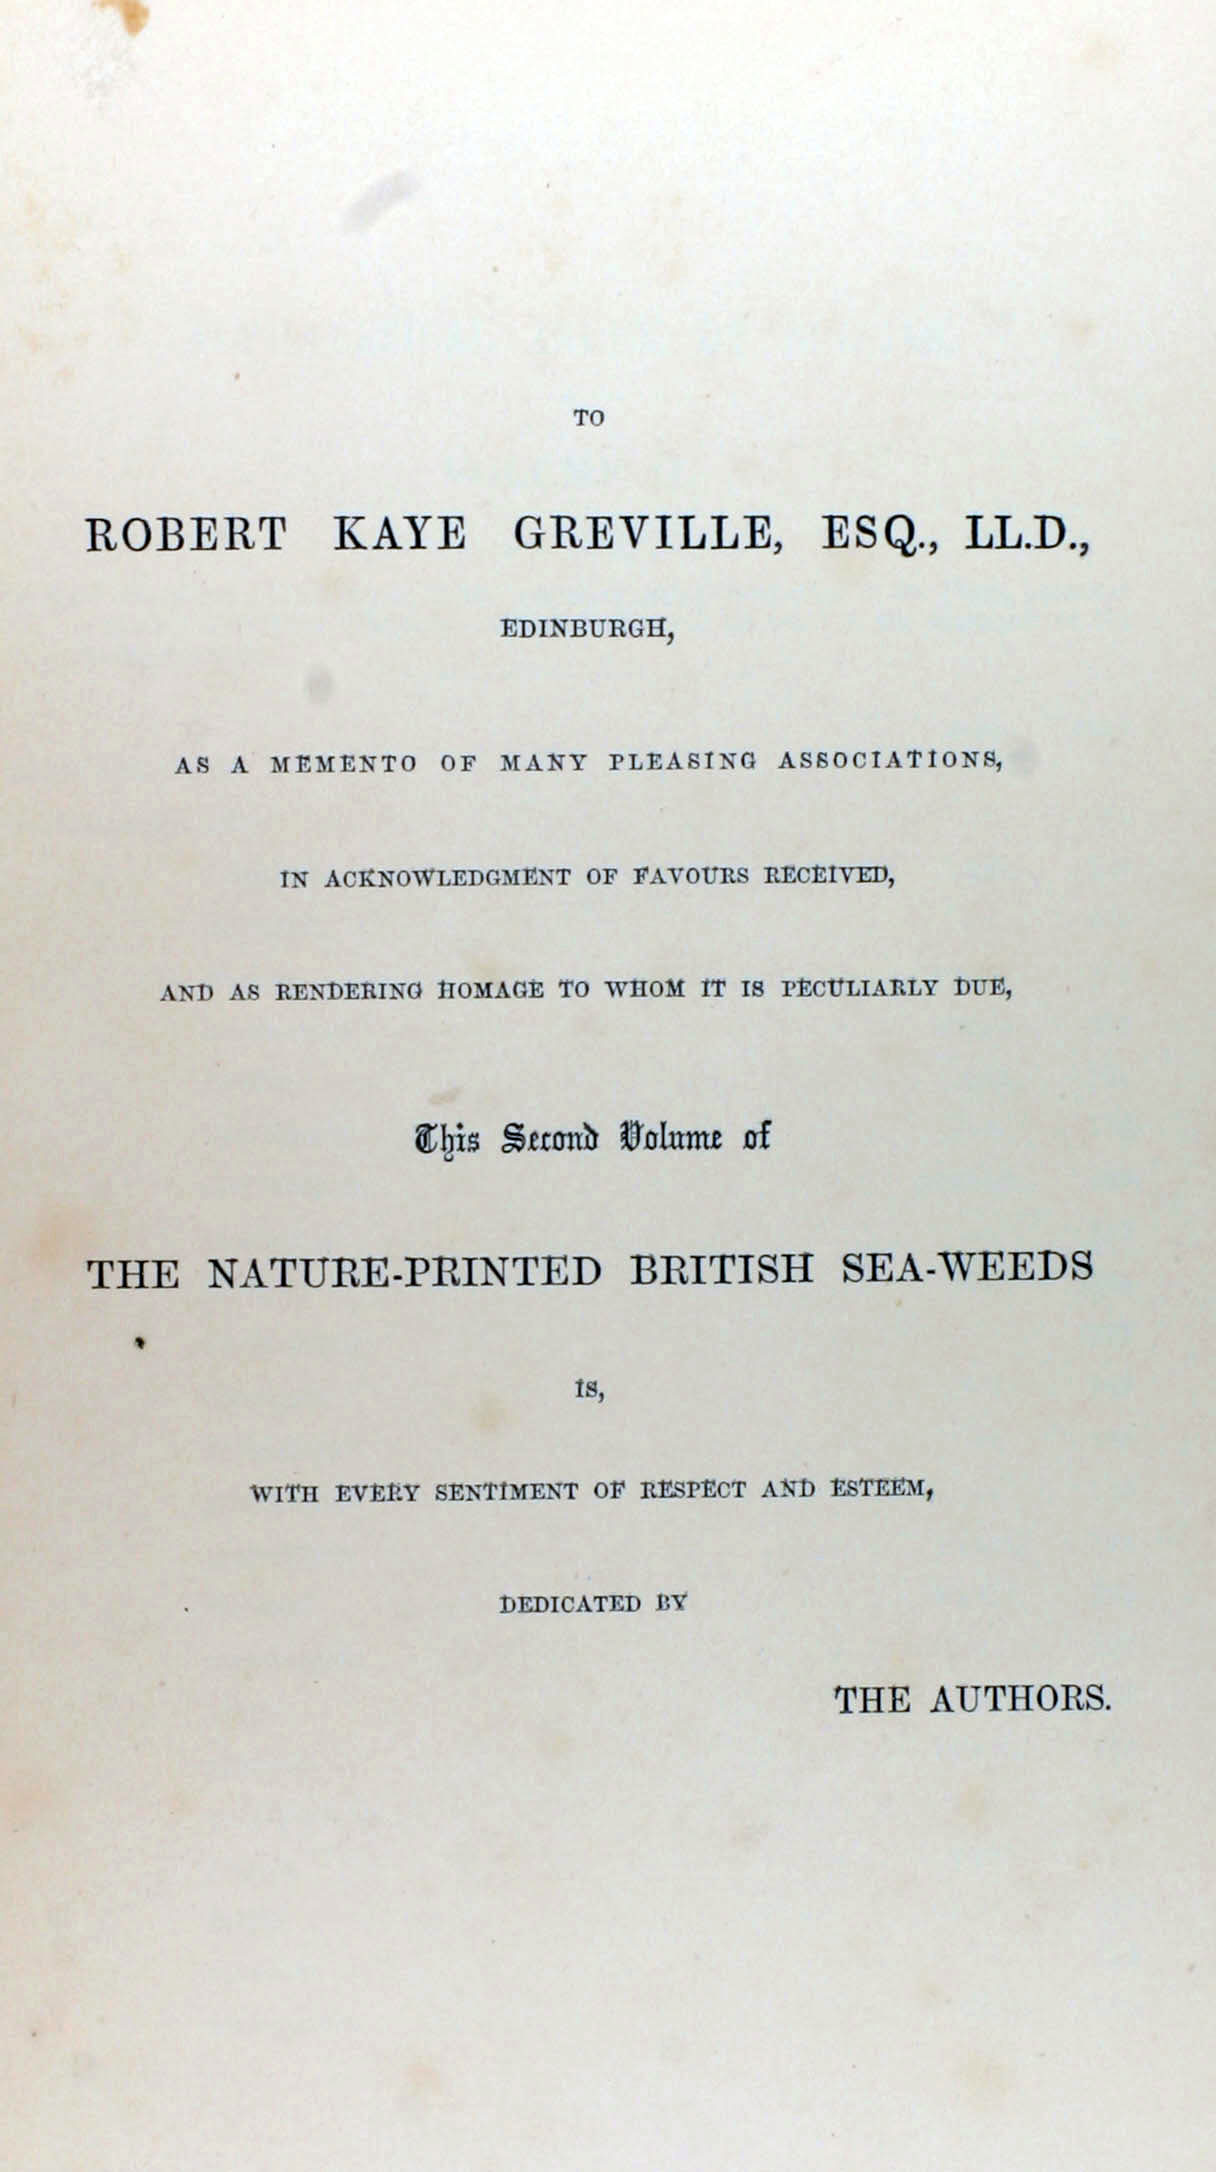 TO
ROBERT KAYE GREVILLE, ESQ., LL.D.,
EDINBURGH,
AS A MEMENTO OF MANY PLEASING ASSOCIATIONS,
IN ACKNOWLEDGMENT OF FAVOURS RECEIVED,
AND AS RENDERING HOMAGE TO WHOM IT IS PECULIARLY DUE,
This Second Volume of
THE NATURE-PRINTED BRITISH SEA-WEEDS
IS,
WITH EVERY SENTIMENT OF RESPECT AND ESTEEM,
DEDICATED BY
THE AUTHORS.